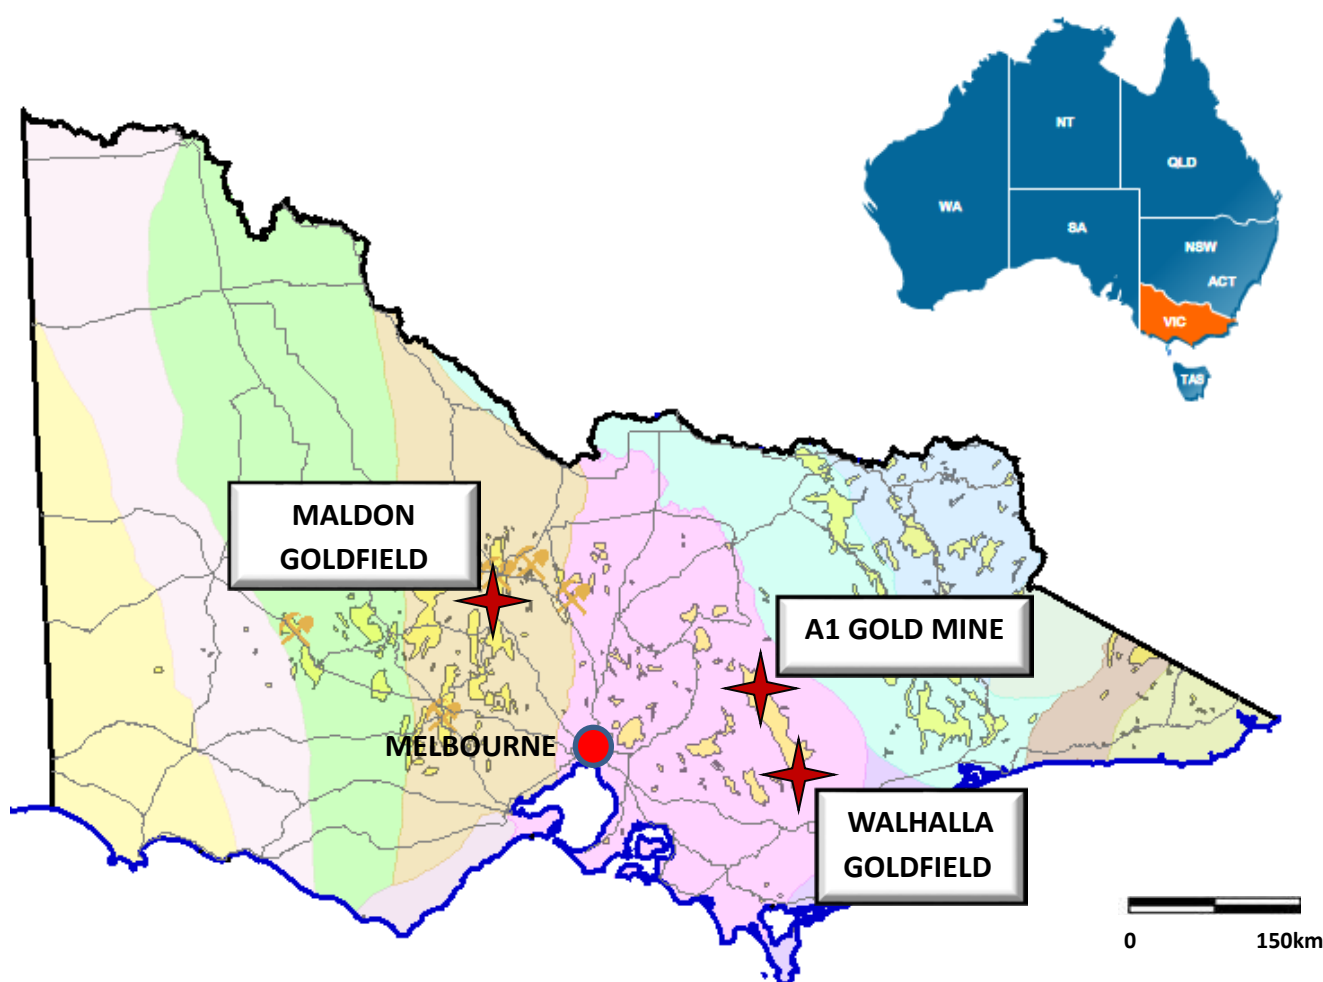 NT
QLD
WA
SA
NSW
ACT
VIC
TAS
MALDON
GOLDFIELD
A1 GOLD MINE
MELBOURNE
WALHALLA
GOLDFIELD
0 150km